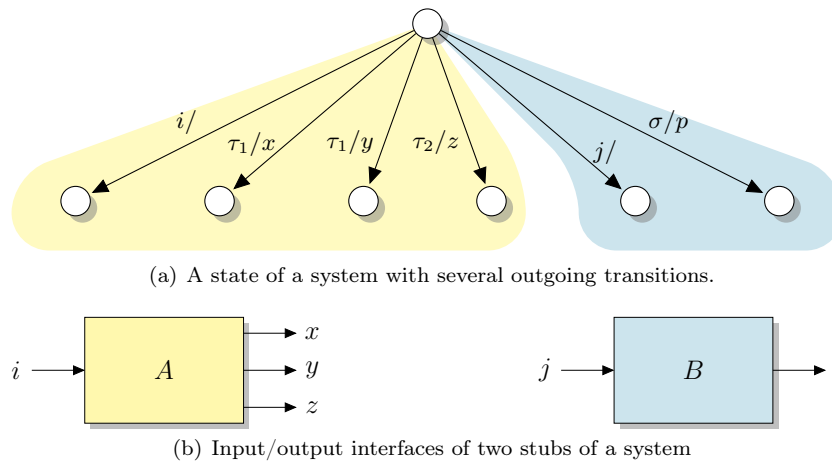 i/ τ₁/x τ₁/y τ₂/z j/ σ/p
(a) A state of a system with several outgoing transitions.
x
i A y j B
z
(b) Input/output interfaces of two stubs of a system